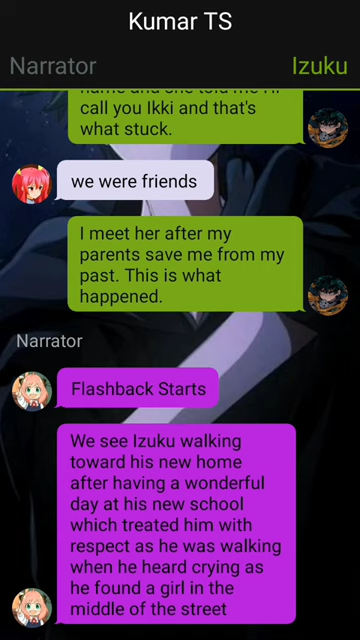 Kumar TS
Narrator
Izuku
call you Ikki and that's
what stuck.
we were friends
I meet her after my
parents save me from my
past. This is what
happened.
Narrator
Flashback Starts
We see Izuku walking
toward his new home
after having a wonderful
day at his new school
which treated him with
respect as he was walking
when he heard crying as
he found a girl in the
middle of the street